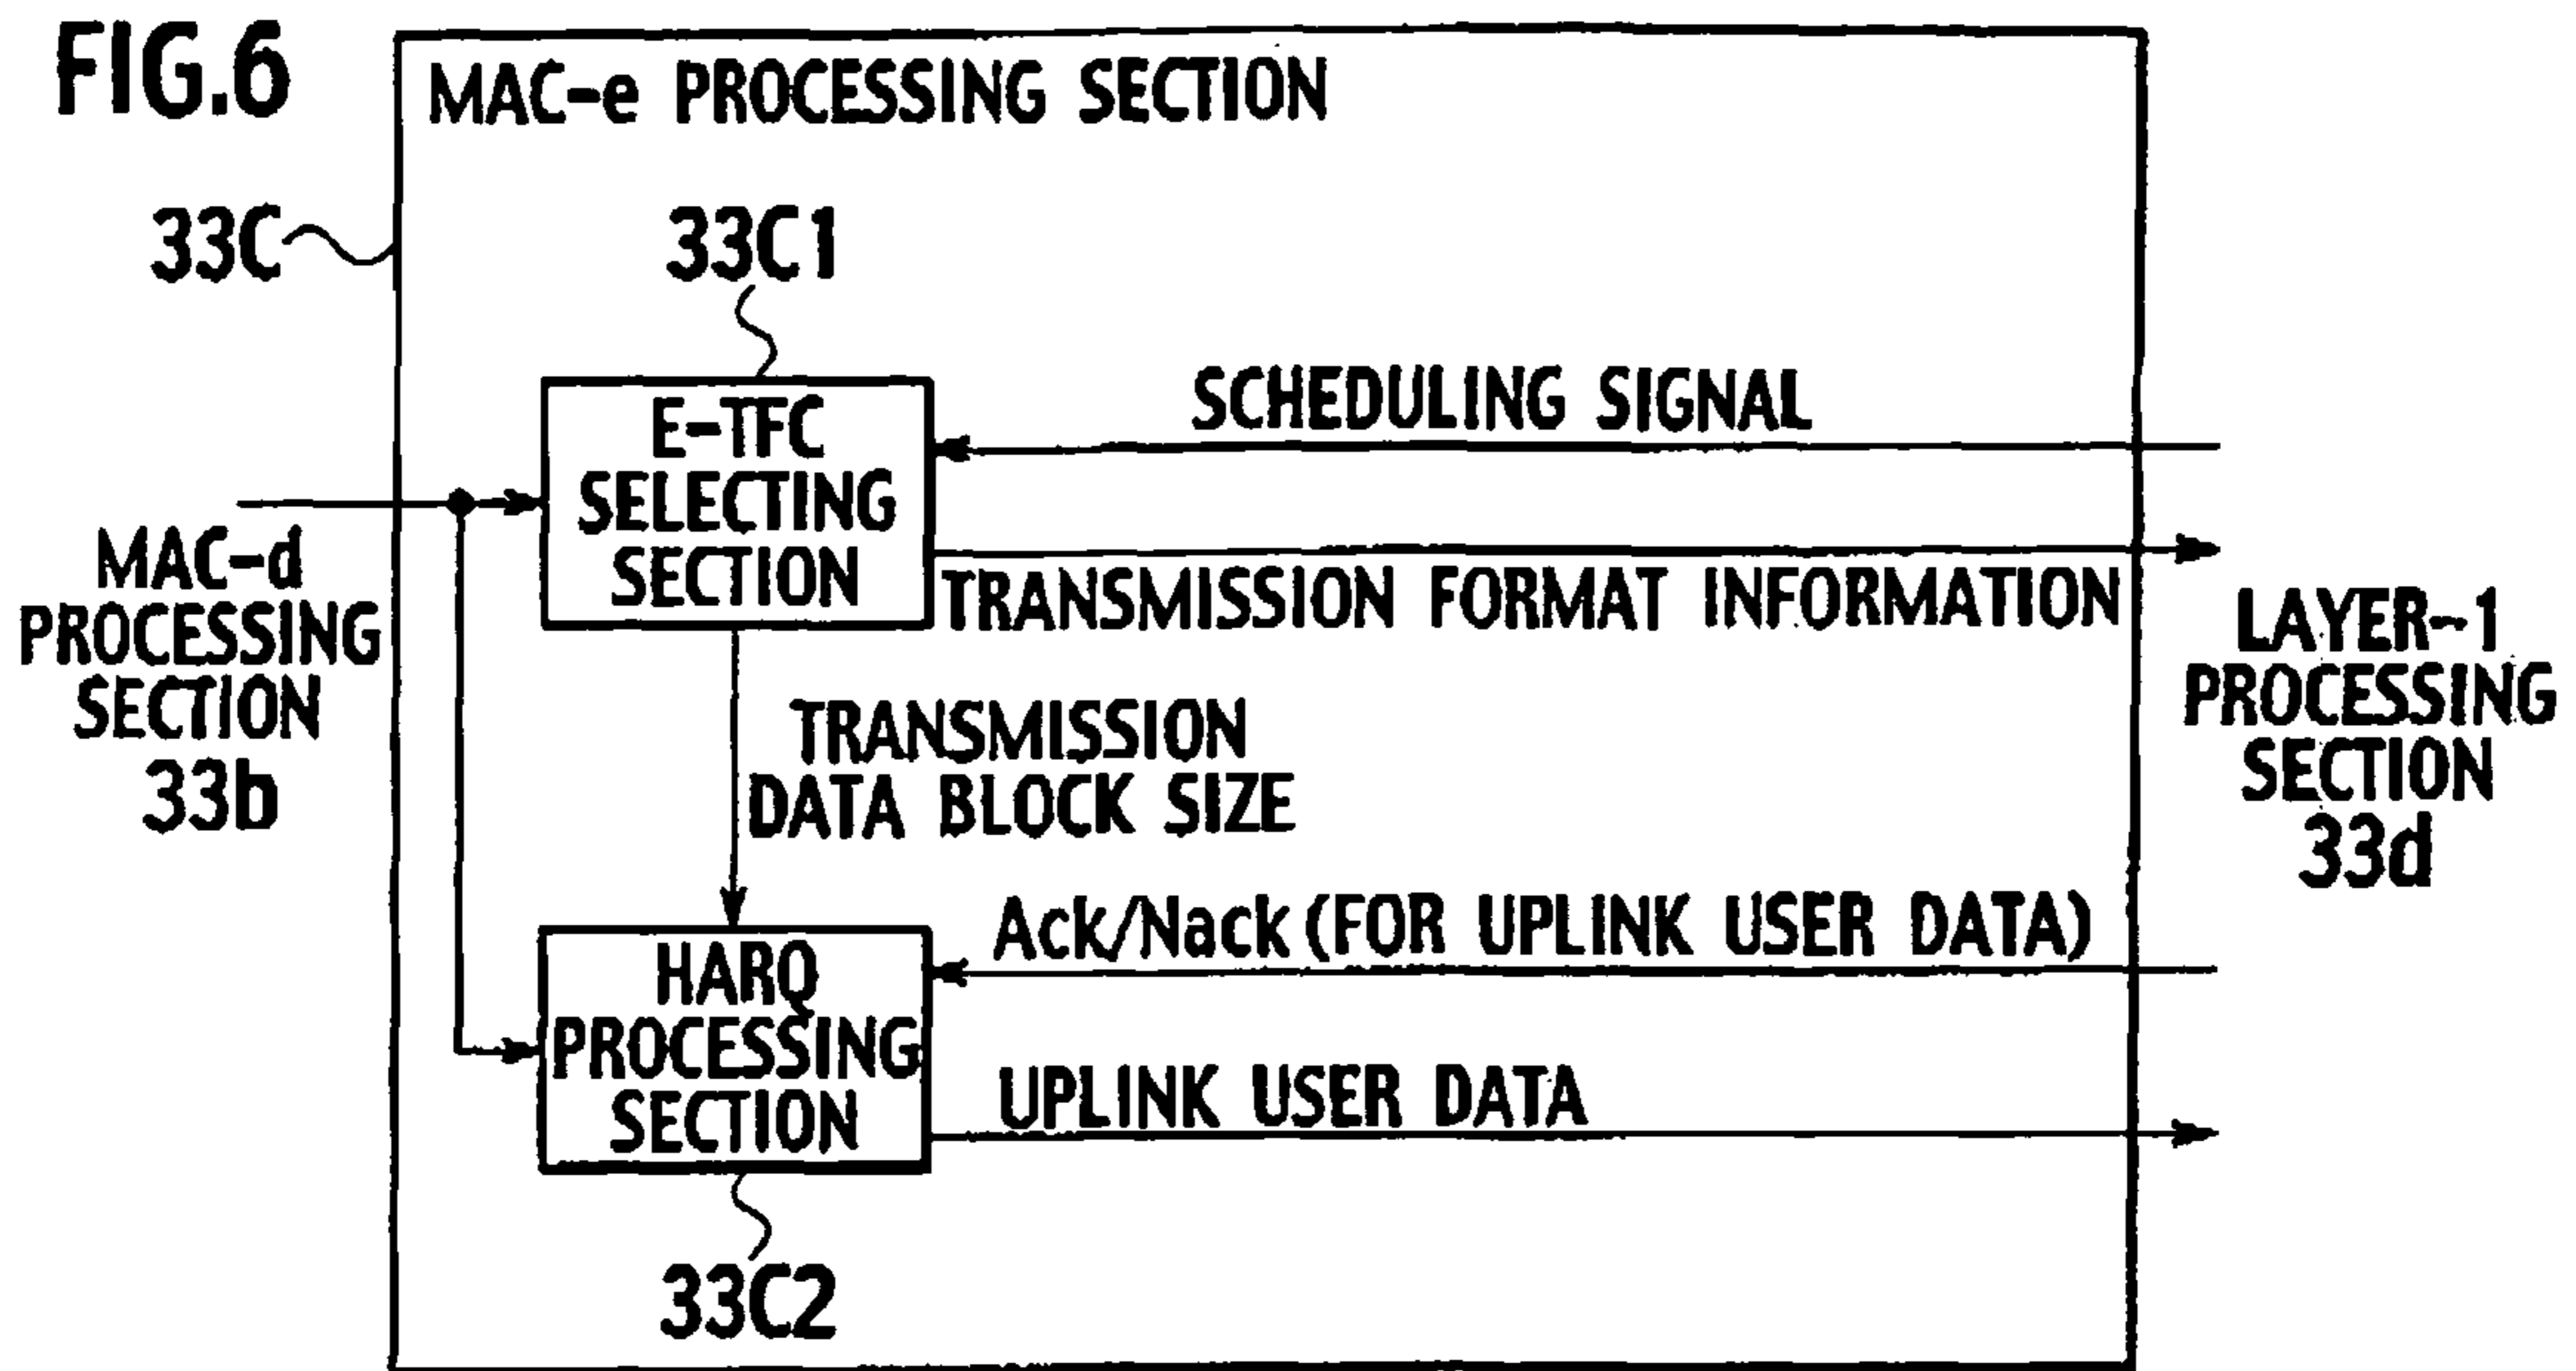 FIG.6
MAC-e PROCESSING SECTION
33C
33C1
E-TFC
SELECTING
SECTION
SCHEDULING SIGNAL
TRANSMISSION FORMAT INFORMATION
MAC-d
PROCESSING
SECTION
33b
LAYER-1
PROCESSING
SECTION
33d
TRANSMISSION
DATA BLOCK SIZE
Ack/Nack (FOR UPLINK USER DATA)
HARQ
PROCESSING
SECTION
UPLINK USER DATA
33C2